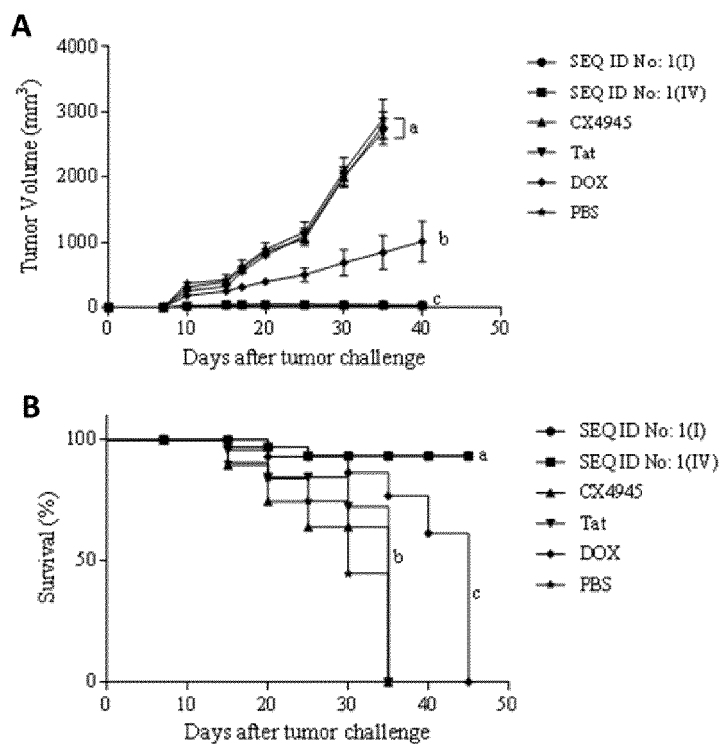 A
Tumor Volume (mm³)
4000
3000
2000
1000
0
0 10 20 30 40 50
Days after tumor challenge
a
b
c
SEQ ID No: 1(I)
SEQ ID No: 1(IV)
CX4945
Tat
DOX
PBS
B
Survival (%)
100
50
0
0 10 20 30 40 50
Days after tumor challenge
a
b
c
SEQ ID No: 1(I)
SEQ ID No: 1(IV)
CX4945
Tat
DOX
PBS